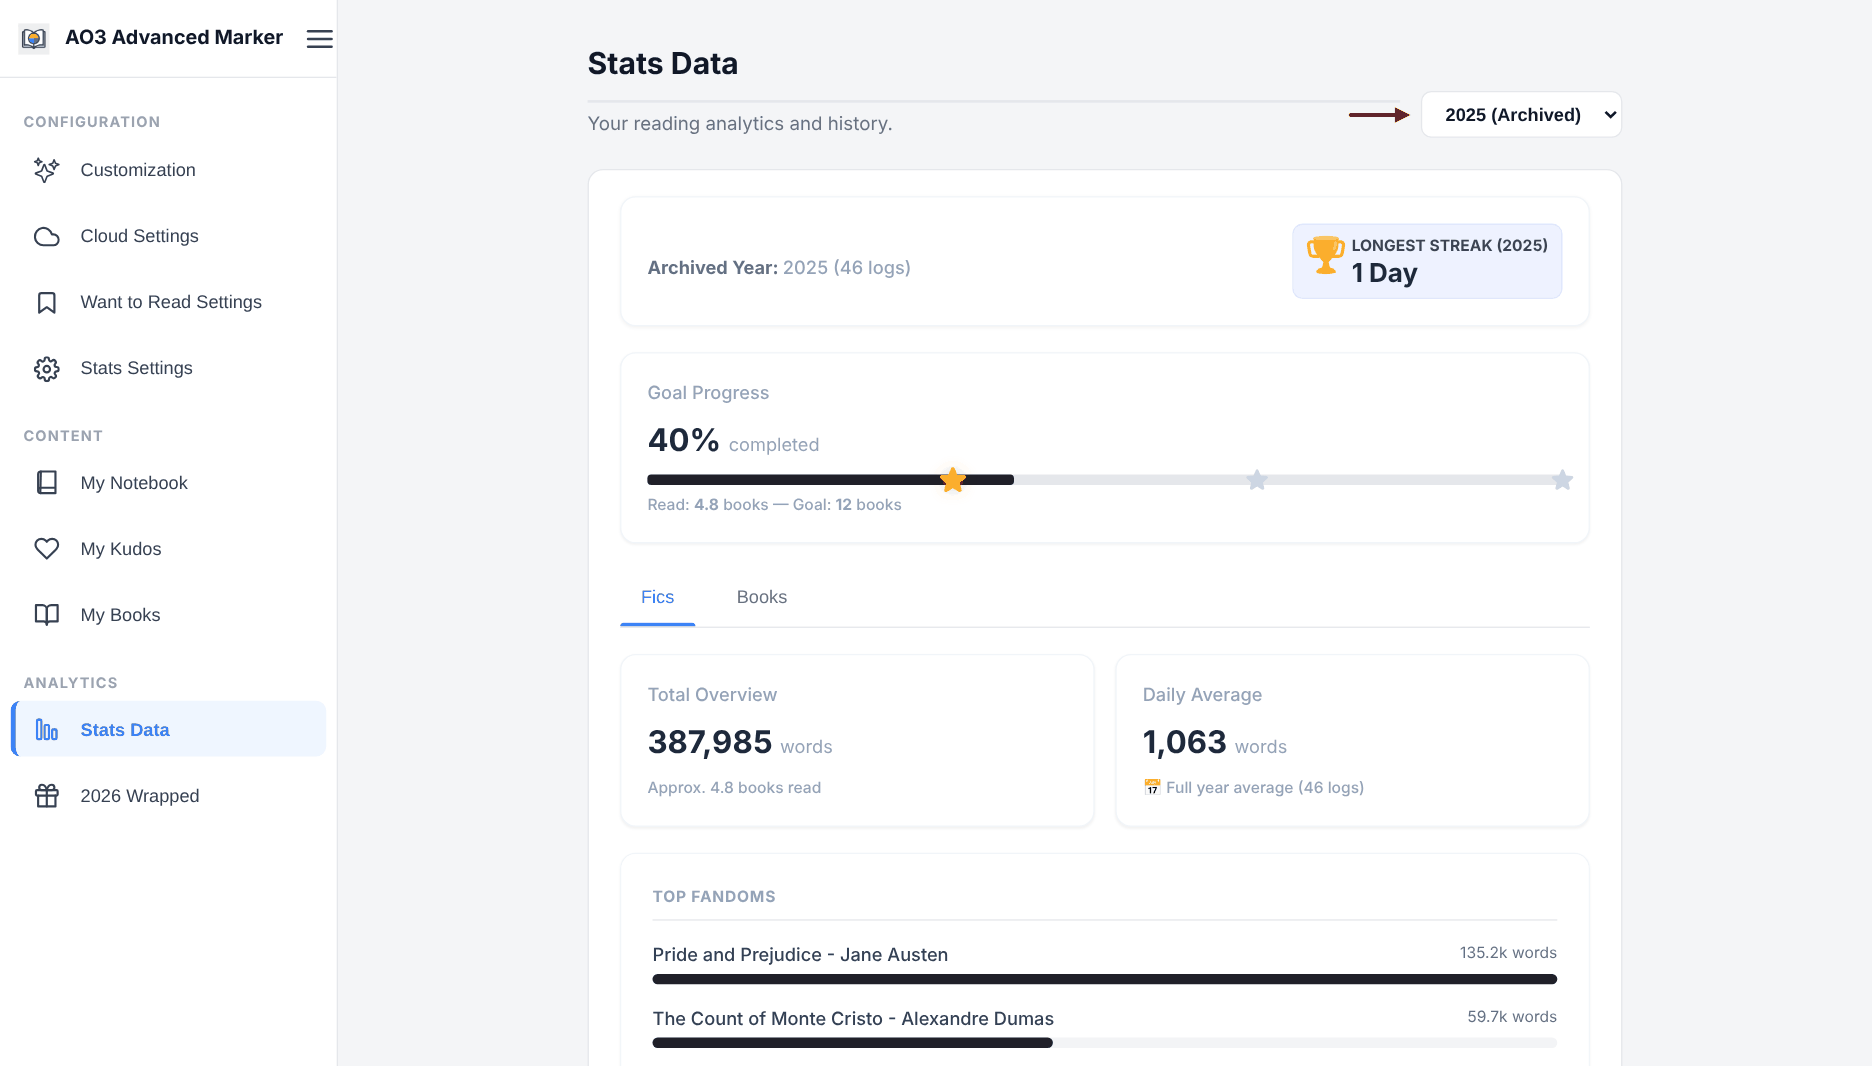 AO3 Advanced Marker
CONFIGURATION
Customization
Cloud Settings
Want to Read Settings
Stats Settings
CONTENT
My Notebook
My Kudos
My Books
ANALYTICS
Stats Data
2026 Wrapped
Stats Data
Your reading analytics and history.
2025 (Archived)
Archived Year: 2025 (46 logs)
LONGEST STREAK (2025)
1 Day
Goal Progress
40% completed
Read: 4.8 books — Goal: 12 books
Fics
Books
Total Overview
387,985 words
Approx. 4.8 books read
Daily Average
1,063 words
📅 Full year average (46 logs)
TOP FANDOMS
Pride and Prejudice - Jane Austen
135.2k words
The Count of Monte Cristo - Alexandre Dumas
59.7k words